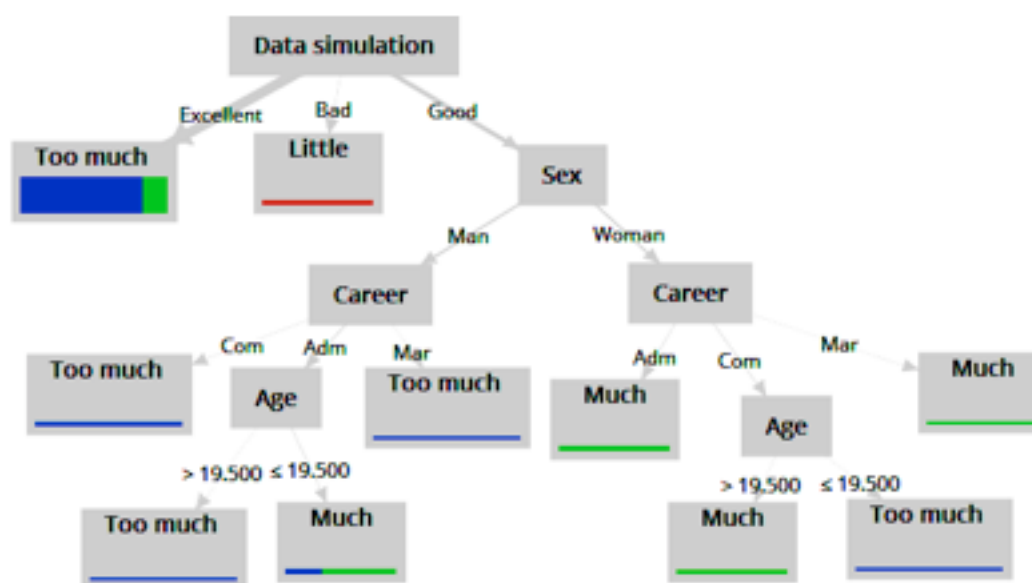 Data simulation
Excellent
Bad
Good
Too much
Little
Sex
Man
Woman
Career
Career
Com
Adm
Mar
Adm
Com
Mar
Too much
Age
Too much
Much
Age
Much
> 19.500
≤ 19.500
> 19.500
≤ 19.500
Too much
Much
Much
Too much